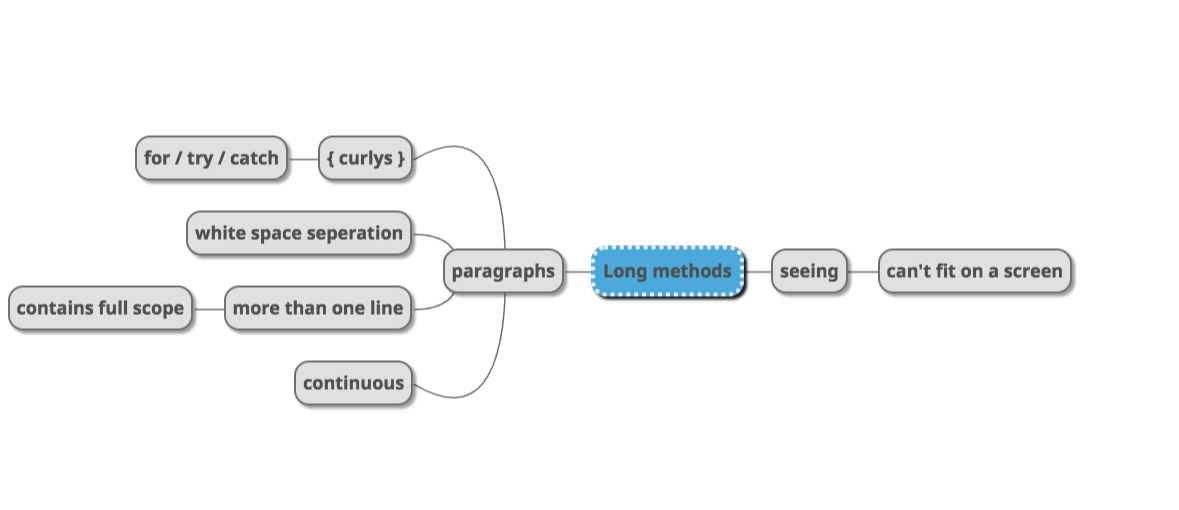 for / try / catch
{ curlys }
white space seperation
paragraphs
Long methods
seeing
can't fit on a screen
contains full scope
more than one line
continuous